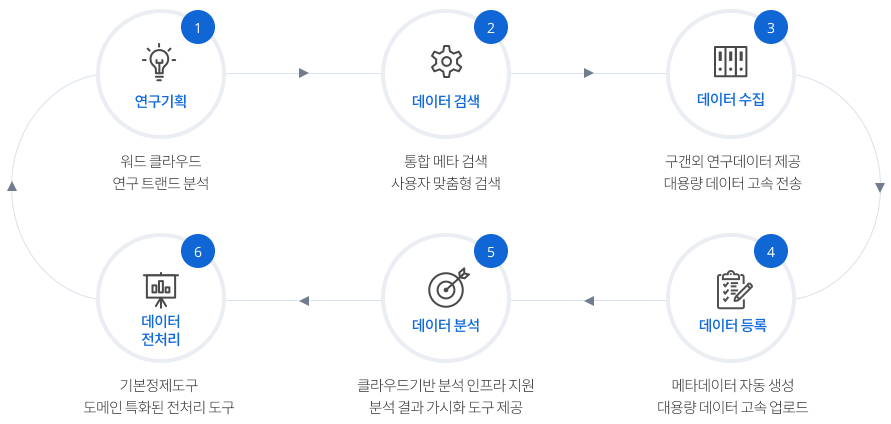 1
연구기획
워드 클라우드
연구 트랜드 분석
2
데이터 검색
통합 메타 검색
사용자 맞춤형 검색
3
데이터 수집
구갠외 연구데이터 제공
대용량 데이터 고속 전송
4
데이터 등록
메타데이터 자동 생성
대용량 데이터 고속 업로드
5
데이터 분석
클라우드기반 분석 인프라 지원
분석 결과 가시화 도구 제공
6
데이터
전처리
기본정제도구
도메인 특화된 전처리 도구